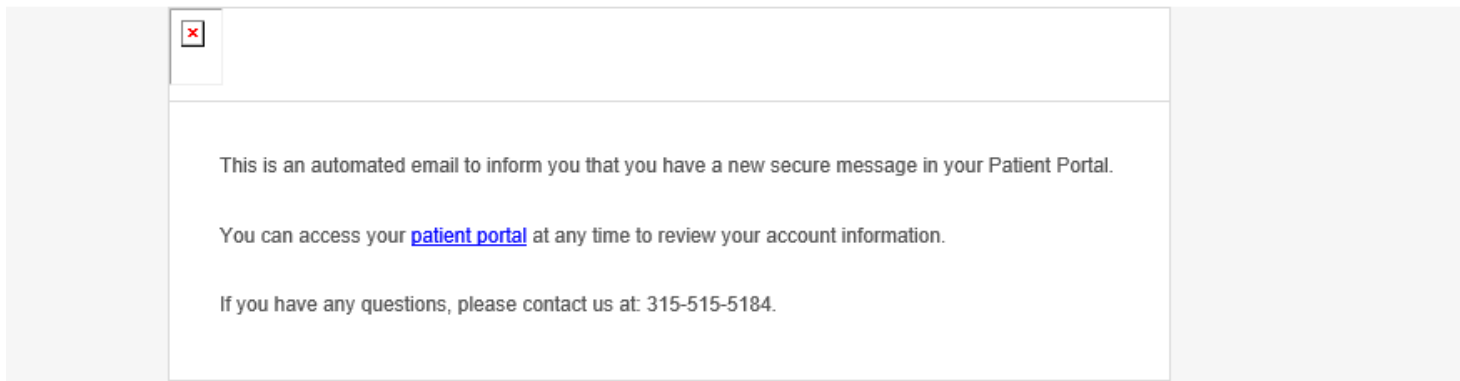 This is an automated email to inform you that you have a new secure message in your Patient Portal.
You can access your patient portal at any time to review your account information.
If you have any questions, please contact us at: 315-515-5184.